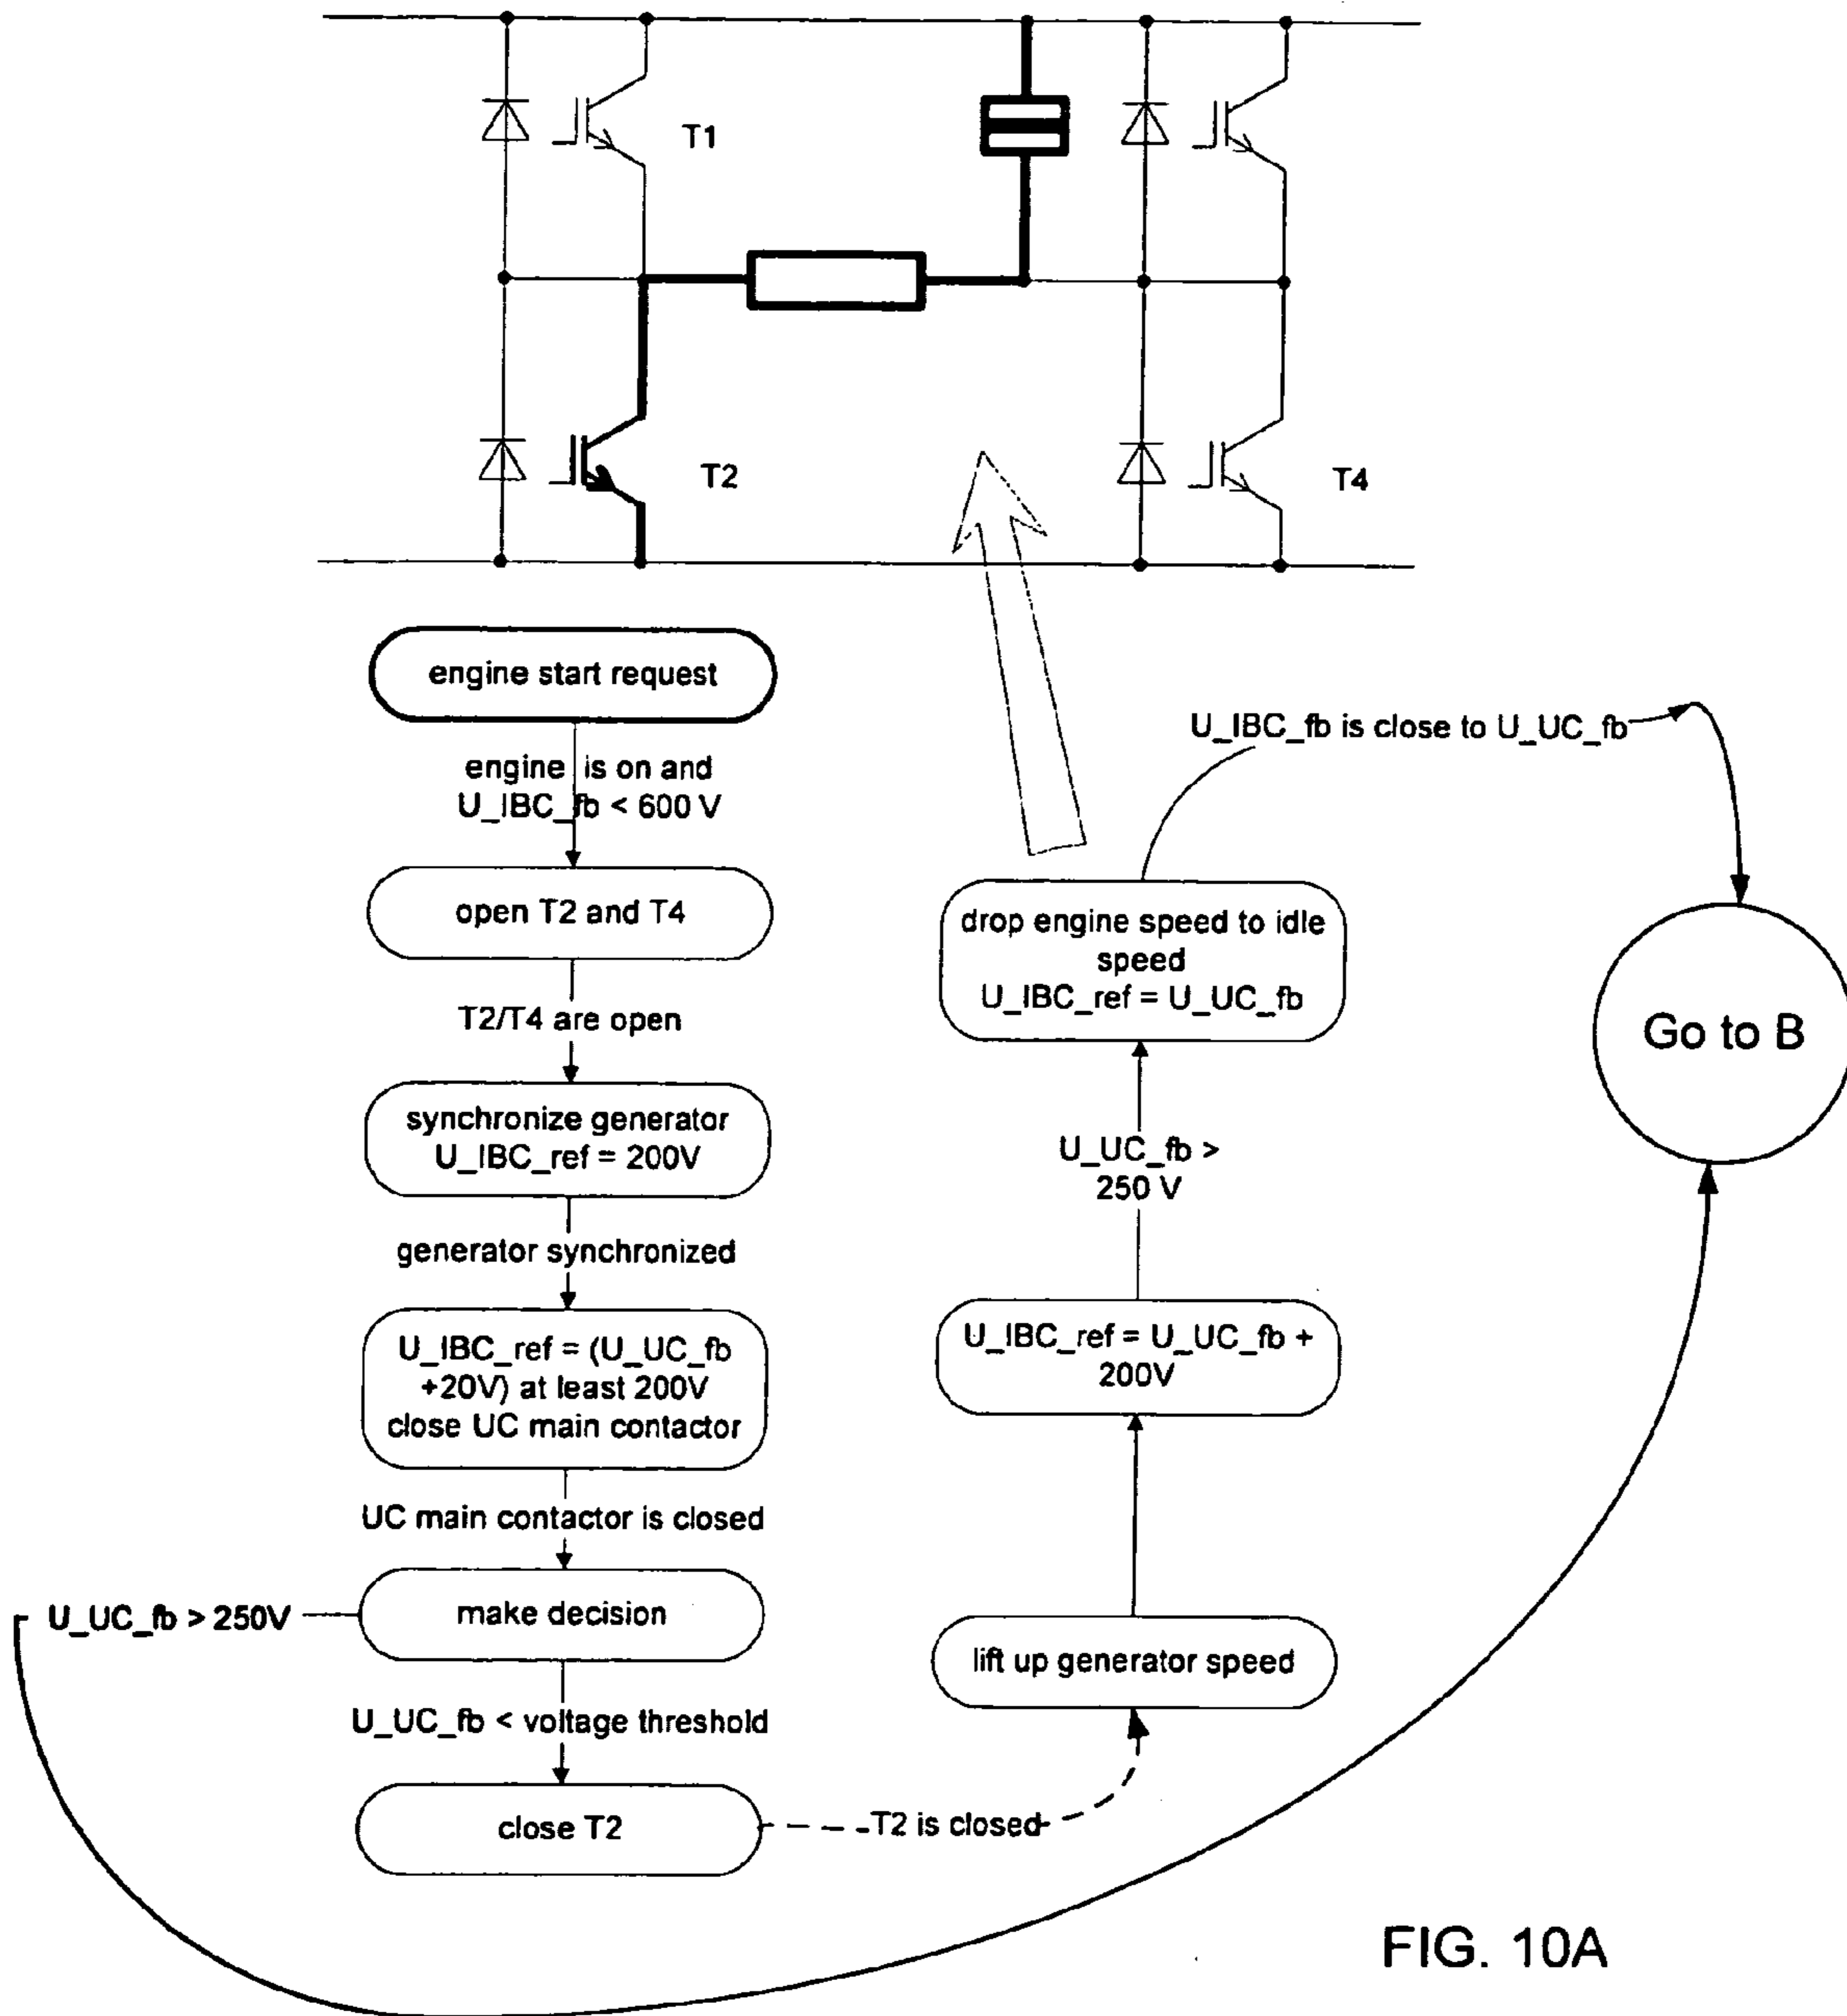 T1
T2
T4
engine start request
engine is on and
U_IBC_fb < 600 V
open T2 and T4
T2/T4 are open
synchronize generator
U_IBC_ref = 200V
generator synchronized
U_IBC_ref = (U_UC_fb
+20V) at least 200V
close UC main contactor
UC main contactor is closed
make decision
U_UC_fb > 250V
U_UC_fb < voltage threshold
close T2
T2 is closed
lift up generator speed
U_IBC_ref = U_UC_fb +
200V
U_UC_fb >
250 V
drop engine speed to idle
speed
U_IBC_ref = U_UC_fb
U_IBC_fb is close to U_UC_fb
Go to B
FIG. 10A